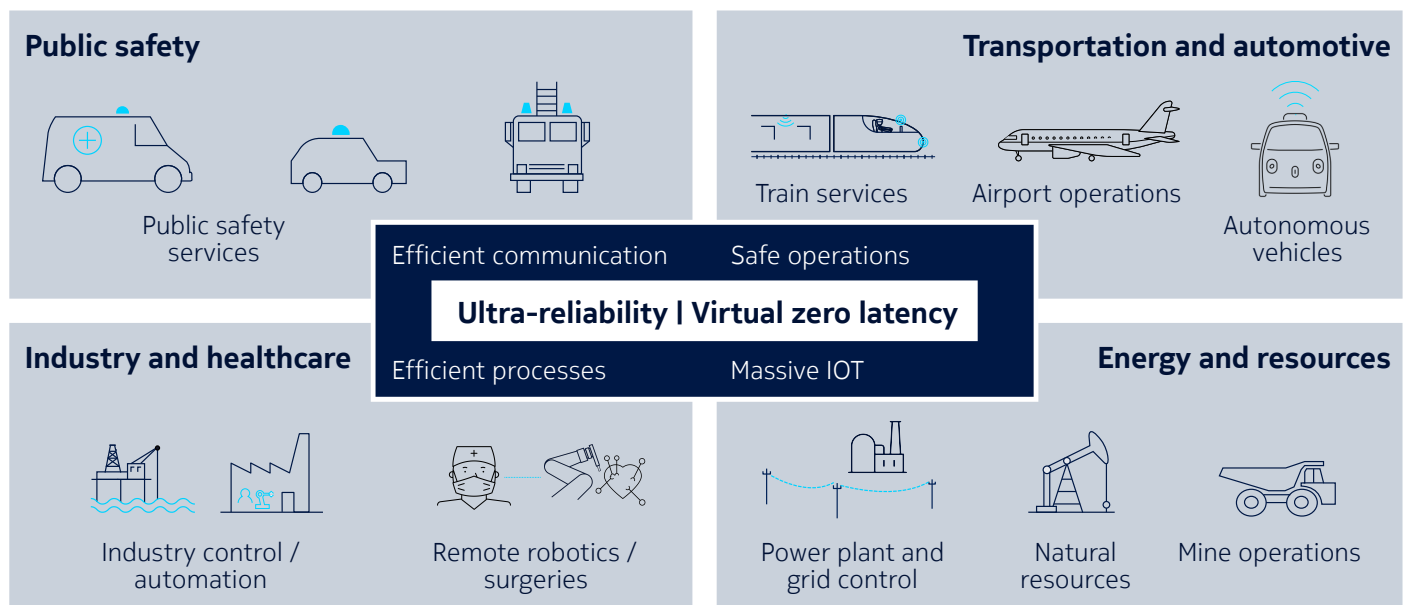 Public safety
Public safety
services
Transportation and automotive
Train services
Airport operations
Autonomous
vehicles
Efficient communication
Safe operations
Ultra-reliability | Virtual zero latency
Efficient processes
Massive IOT
Industry and healthcare
Industry control /
automation
Remote robotics /
surgeries
Energy and resources
Power plant and
grid control
Natural
resources
Mine operations